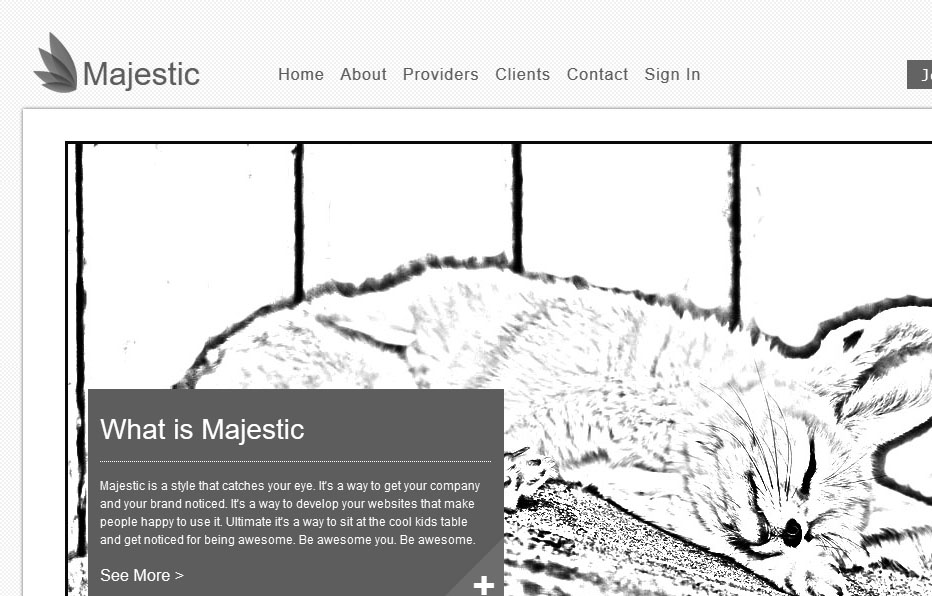 Majestic
Home About Providers Clients Contact Sign In
What is Majestic
Majestic is a style that catches your eye. It's a way to get your company
and your brand noticed. It's a way to develop your websites that make
people happy to use it. Ultimate it's a way to sit at the cool kids table
and get noticed for being awesome. Be awesome you. Be awesome.
See More >
+